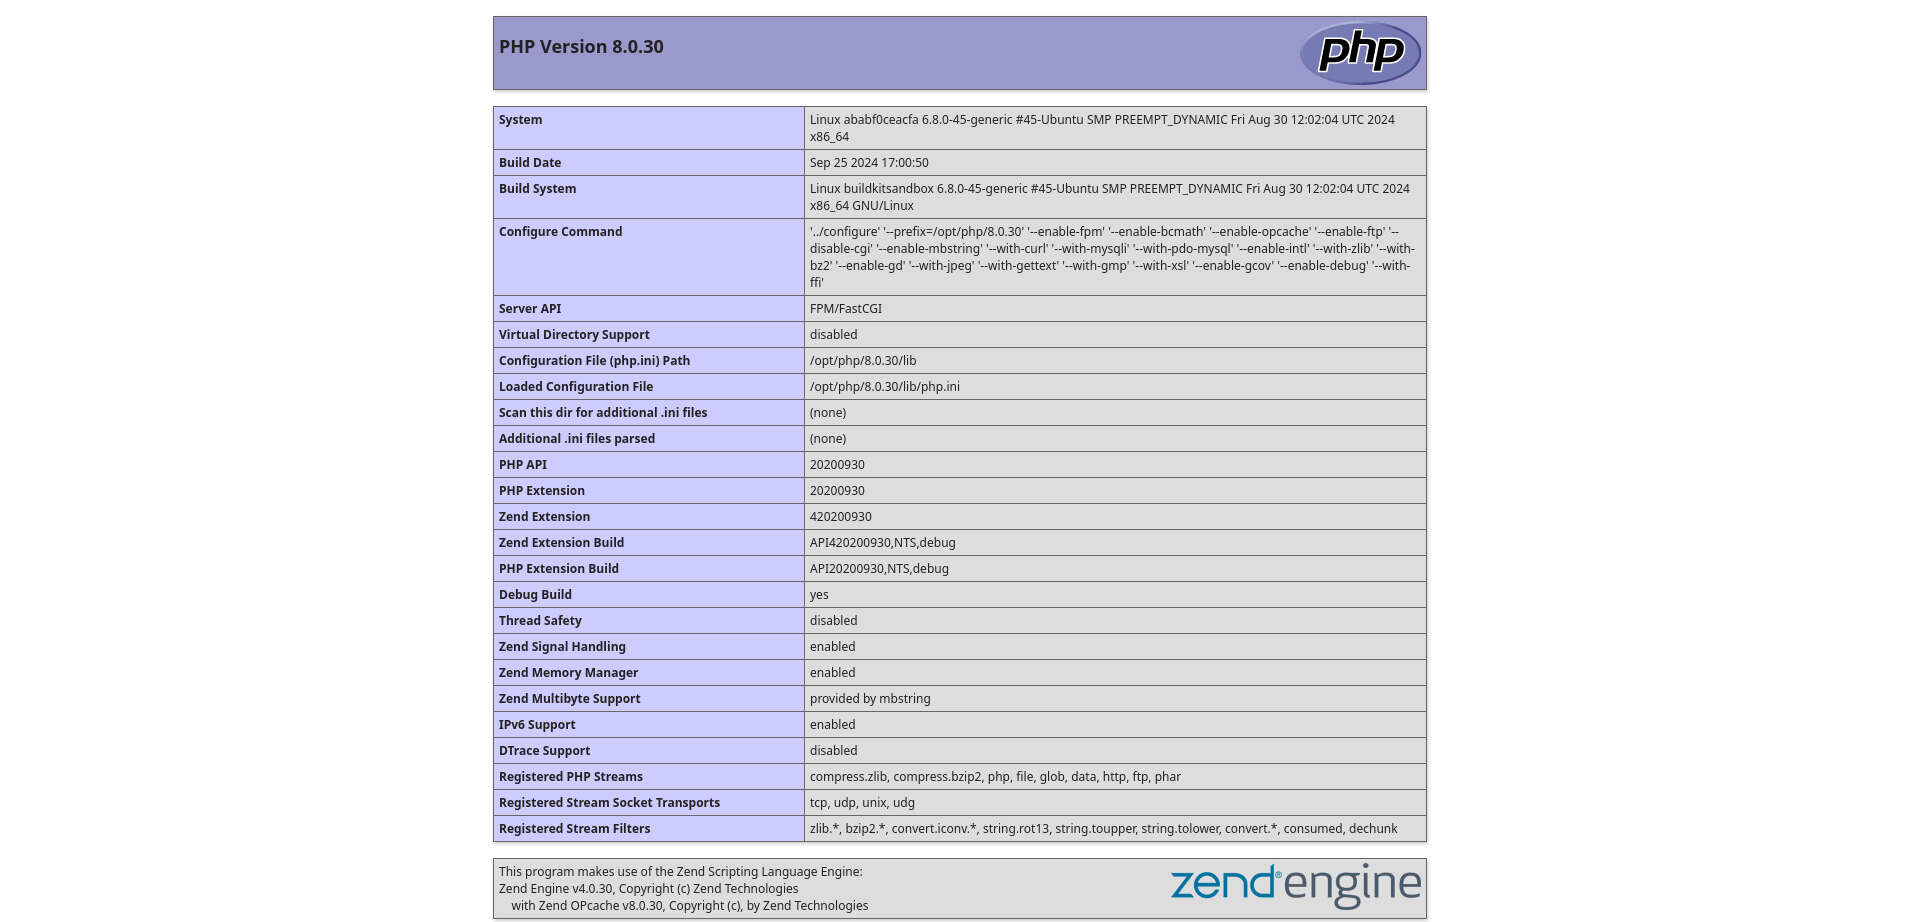 PHP Version 8.0.30
php
System
Linux ababf0ceacfa 6.8.0-45-generic #45-Ubuntu SMP PREEMPT_DYNAMIC Fri Aug 30 12:02:04 UTC 2024
x86_64
Build Date
Sep 25 2024 17:00:50
Build System
Linux buildkitsandbox 6.8.0-45-generic #45-Ubuntu SMP PREEMPT_DYNAMIC Fri Aug 30 12:02:04 UTC 2024
x86_64 GNU/Linux
Configure Command
'../configure' '--prefix=/opt/php/8.0.30' '--enable-fpm' '--enable-bcmath' '--enable-opcache' '--enable-ftp' '--
disable-cgi' '--enable-mbstring' '--with-curl' '--with-mysqli' '--with-pdo-mysql' '--enable-intl' '--with-zlib' '--with-
bz2' '--enable-gd' '--with-jpeg' '--with-gettext' '--with-gmp' '--with-xsl' '--enable-gcov' '--enable-debug' '--with-
ffi'
Server API
FPM/FastCGI
Virtual Directory Support
disabled
Configuration File (php.ini) Path
/opt/php/8.0.30/lib
Loaded Configuration File
/opt/php/8.0.30/lib/php.ini
Scan this dir for additional .ini files
(none)
Additional .ini files parsed
(none)
PHP API
20200930
PHP Extension
20200930
Zend Extension
420200930
Zend Extension Build
API420200930,NTS,debug
PHP Extension Build
API20200930,NTS,debug
Debug Build
yes
Thread Safety
disabled
Zend Signal Handling
enabled
Zend Memory Manager
enabled
Zend Multibyte Support
provided by mbstring
IPv6 Support
enabled
DTrace Support
disabled
Registered PHP Streams
compress.zlib, compress.bzip2, php, file, glob, data, http, ftp, phar
Registered Stream Socket Transports
tcp, udp, unix, udg
Registered Stream Filters
zlib.*, bzip2.*, convert.iconv.*, string.rot13, string.toupper, string.tolower, convert.*, consumed, dechunk
This program makes use of the Zend Scripting Language Engine:
Zend Engine v4.0.30, Copyright (c) Zend Technologies
with Zend OPcache v8.0.30, Copyright (c), by Zend Technologies
zend® engine